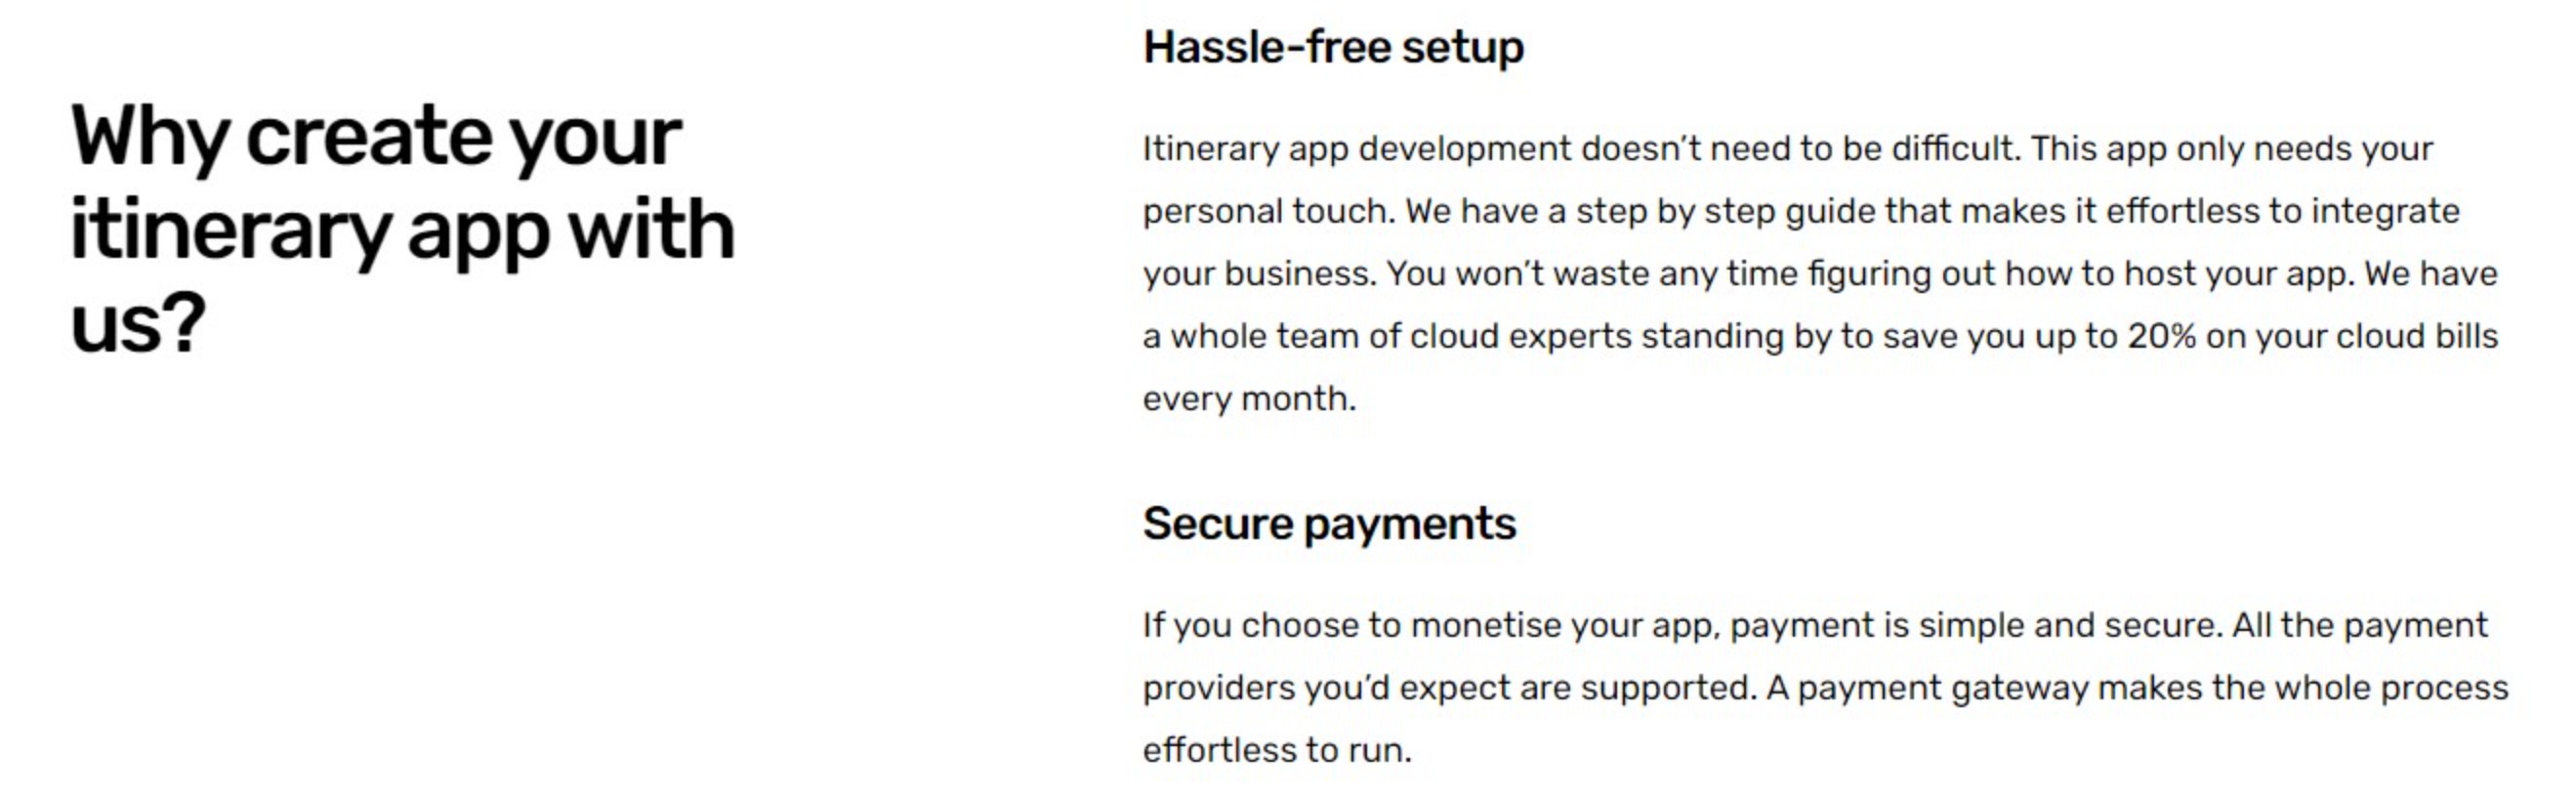 Why create your
itinerary app with
us?
Hassle-free setup
Itinerary app development doesn’t need to be difficult. This app only needs your
personal touch. We have a step by step guide that makes it effortless to integrate
your business. You won’t waste any time figuring out how to host your app. We have
a whole team of cloud experts standing by to save you up to 20% on your cloud bills
every month.
Secure payments
If you choose to monetise your app, payment is simple and secure. All the payment
providers you’d expect are supported. A payment gateway makes the whole process
effortless to run.